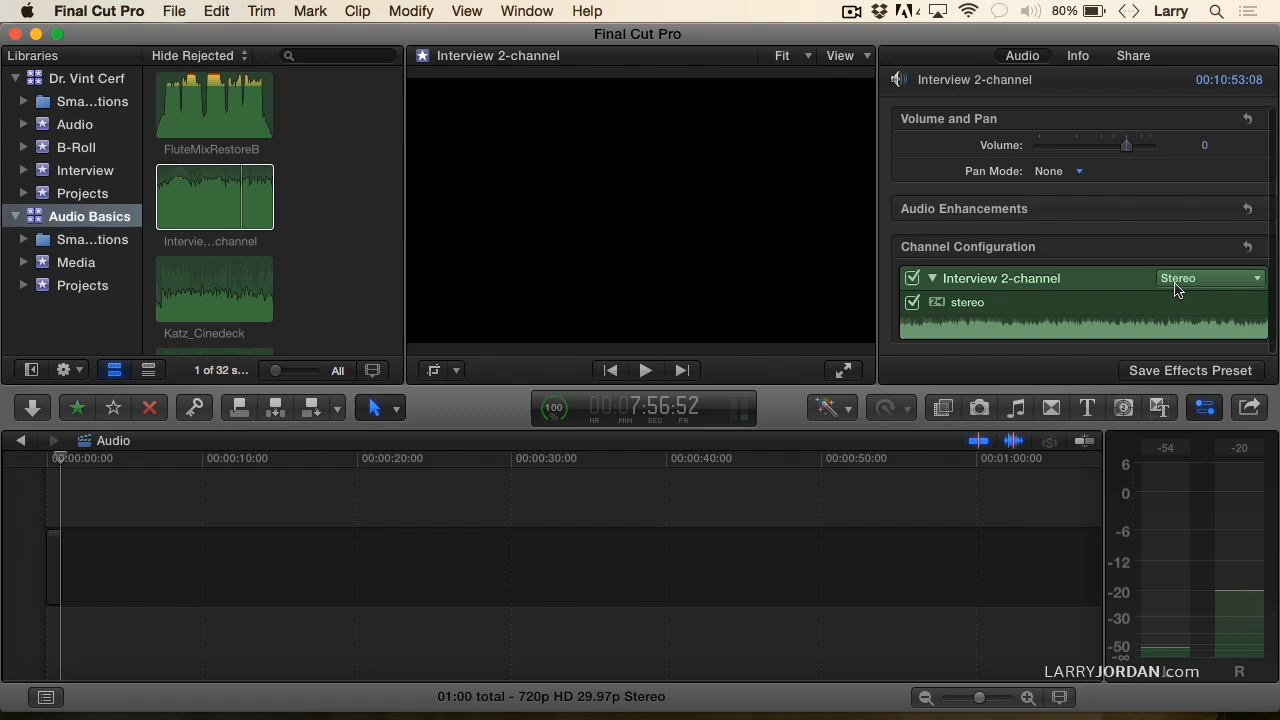 Final Cut Pro File Edit Trim Mark Clip Modify View Window Help 4 80% Larry
Final Cut Pro
Libraries Hide Rejected Interview 2-channel Fit View Audio Info Share
Dr. Vint Cerf
Sma...tions
Audio
B-Roll
Interview
Projects
Audio Basics
Sma...tions
Media
Projects
FluteMixRestoreB
Intervie...channel
Katz_Cinedeck
Interview 2-channel 00:10:53:08
Volume and Pan
Volume: 0
Pan Mode: None
Audio Enhancements
Channel Configuration
Interview 2-channel Stereo
stereo
1 of 32 s... All
Save Effects Preset
100 % 00:07:56:52
HR MIN SEC FR
Audio
00:00:00:00 00:00:10:00 00:00:20:00 00:00:30:00 00:00:40:00 00:00:50:00 00:01:00:00
-54 -20
6
0
-6
-12
-20
-30
-50
-∞
LARRYJORDAN.com R
01:00 total - 720p HD 29.97p Stereo